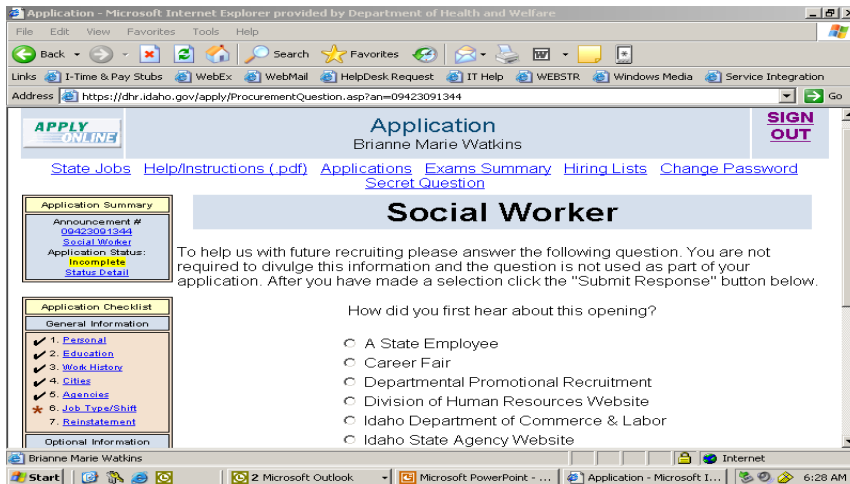 Application - Microsoft Internet Explorer provided by Department of Health and Welfare
File Edit View Favorites Tools Help
Back Search Favorites
Links I-Time & Pay Stubs WebEx WebMail HelpDesk Request IT Help WEBSTR Windows Media Service Integration
Address https://dhr.idaho.gov/apply/ProcurementQuestion.asp?an=09423091344 Go
APPLY ONLINE
Application
Brianne Marie Watkins
SIGN OUT
State Jobs Help/Instructions (.pdf) Applications Exams Summary Hiring Lists Change Password
Secret Question
Application Summary
Announcement #
09423091344
Social Worker
Application Status:
Incomplete
Status Detail
Application Checklist
General Information
1. Personal
2. Education
3. Work History
4. Cities
5. Agencies
* 6. Job Type/Shift
7. Reinstatement
Optional Information
Social Worker
To help us with future recruiting please answer the following question. You are not
required to divulge this information and the question is not used as part of your
application. After you have made a selection click the "Submit Response" button below.
How did you first hear about this opening?
A State Employee
Career Fair
Departmental Promotional Recruitment
Division of Human Resources Website
Idaho Department of Commerce & Labor
Idaho State Agency Website
Brianne Marie Watkins Internet
Start 2 Microsoft Outlook Microsoft PowerPoint - ... Application - Microsoft I... 6:28 AM